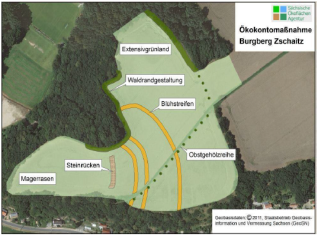 Sächsische
Ökoflächen
Agentur
Ökokontomaßnahme
Burgberg Zschaitz
Extensivgrünland
Waldrandgestaltung
Blühstreifen
Steinrücken
Obstgehölzreihe
Magerrasen
Geobasisdaten: © 2011, Staatsbetrieb Geobasis-
information und Vermessung Sachsen (GeoSN)